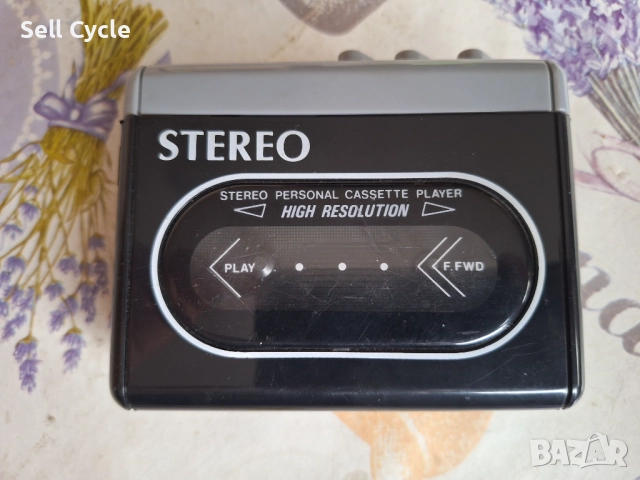 Sell Cycle
STEREO
STEREO PERSONAL CASSETTE PLAYER
HIGH RESOLUTION
PLAY
F.FWD
BAZAR